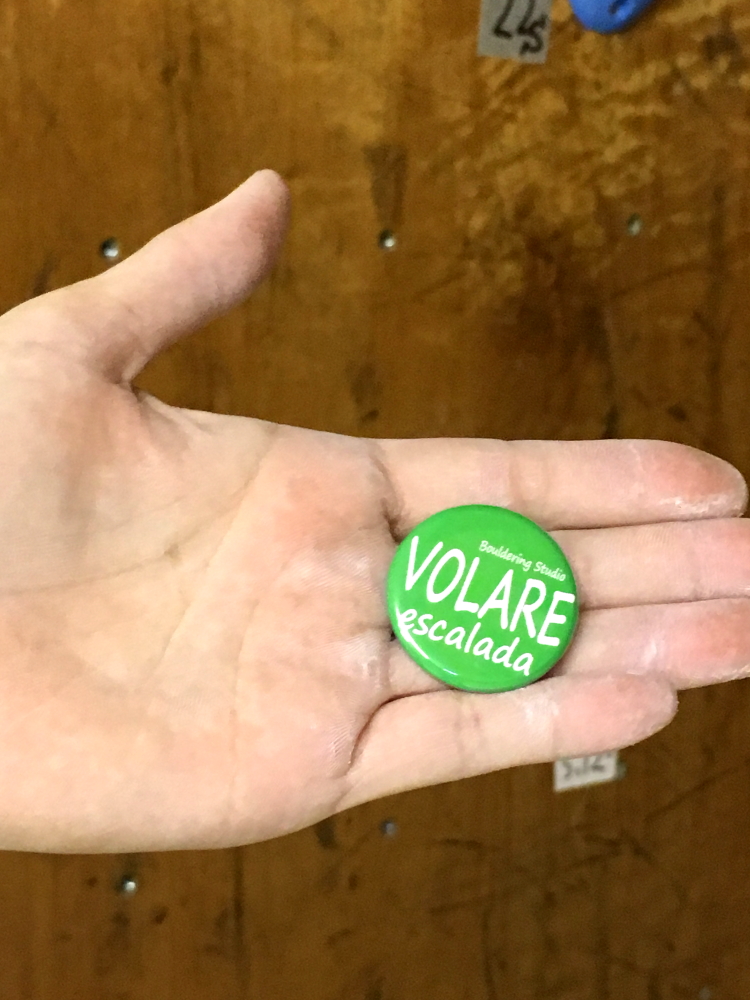 Bouldering Studio
VOLARE
escalada